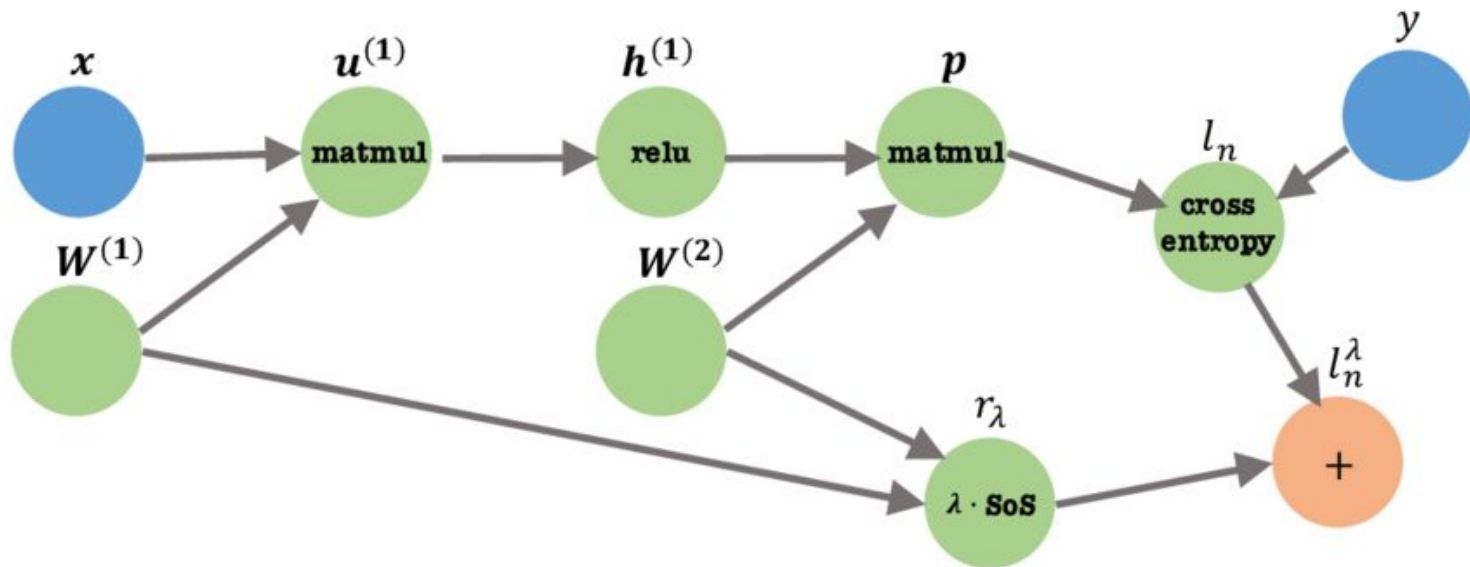 x
u^{(1)}
h^{(1)}
p
y
matmul
relu
matmul
l_n
cross
entropy
W^{(1)}
W^{(2)}
l_n^λ
r_λ
λ · SoS
+